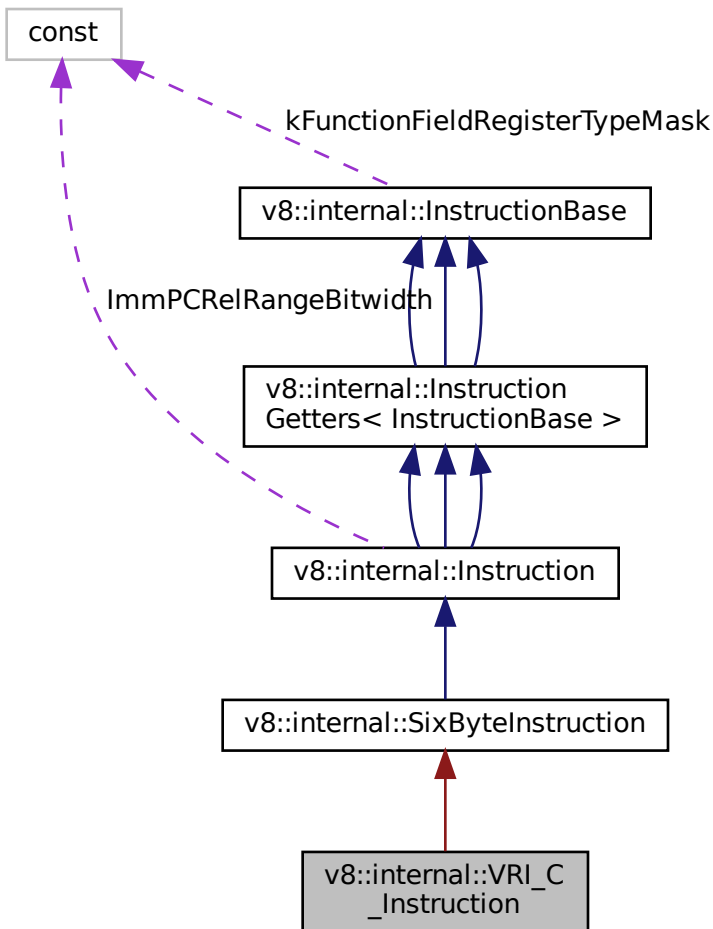 const
kFunctionFieldRegisterTypeMask
v8::internal::InstructionBase
ImmPCRelRangeBitwidth
v8::internal::Instruction
Getters< InstructionBase >
v8::internal::Instruction
v8::internal::SixByteInstruction
v8::internal::VRI_C
_Instruction